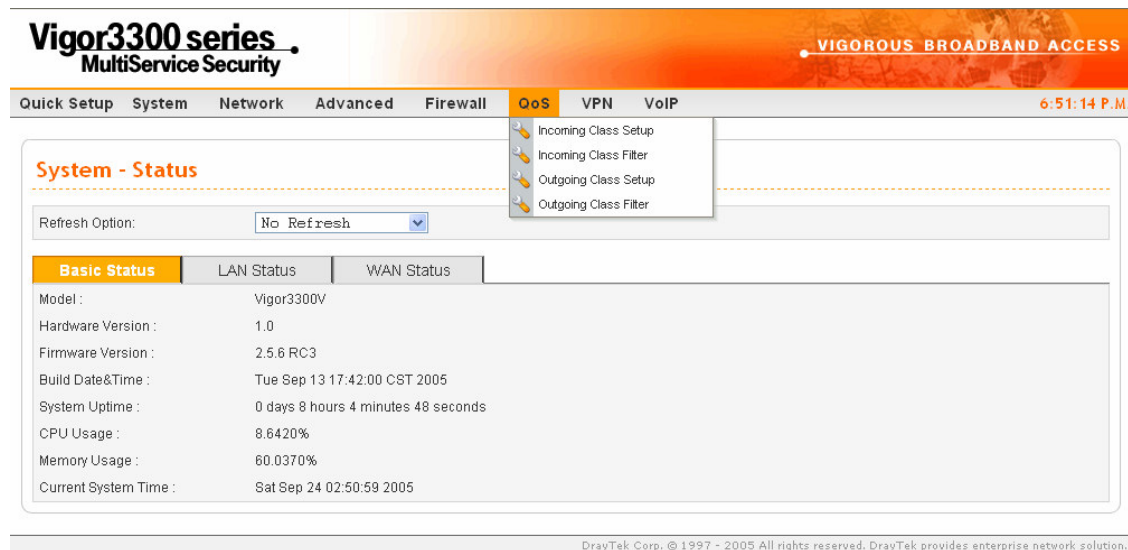 Vigor3300 series
MultiService Security
VIGOROUS BROADBAND ACCESS
Quick Setup System Network Advanced Firewall QoS VPN VoIP 6:51:14 P.M.
Incoming Class Setup
Incoming Class Filter
Outgoing Class Setup
Outgoing Class Filter
System - Status
Refresh Option: No Refresh
Basic Status LAN Status WAN Status
Model : Vigor3300V
Hardware Version : 1.0
Firmware Version : 2.5.6 RC3
Build Date&Time : Tue Sep 13 17:42:00 CST 2005
System Uptime : 0 days 8 hours 4 minutes 48 seconds
CPU Usage : 8.6420%
Memory Usage : 60.0370%
Current System Time : Sat Sep 24 02:50:59 2005
DrayTek Corp. © 1997 - 2005 All rights reserved. DrayTek provides enterprise network solution.